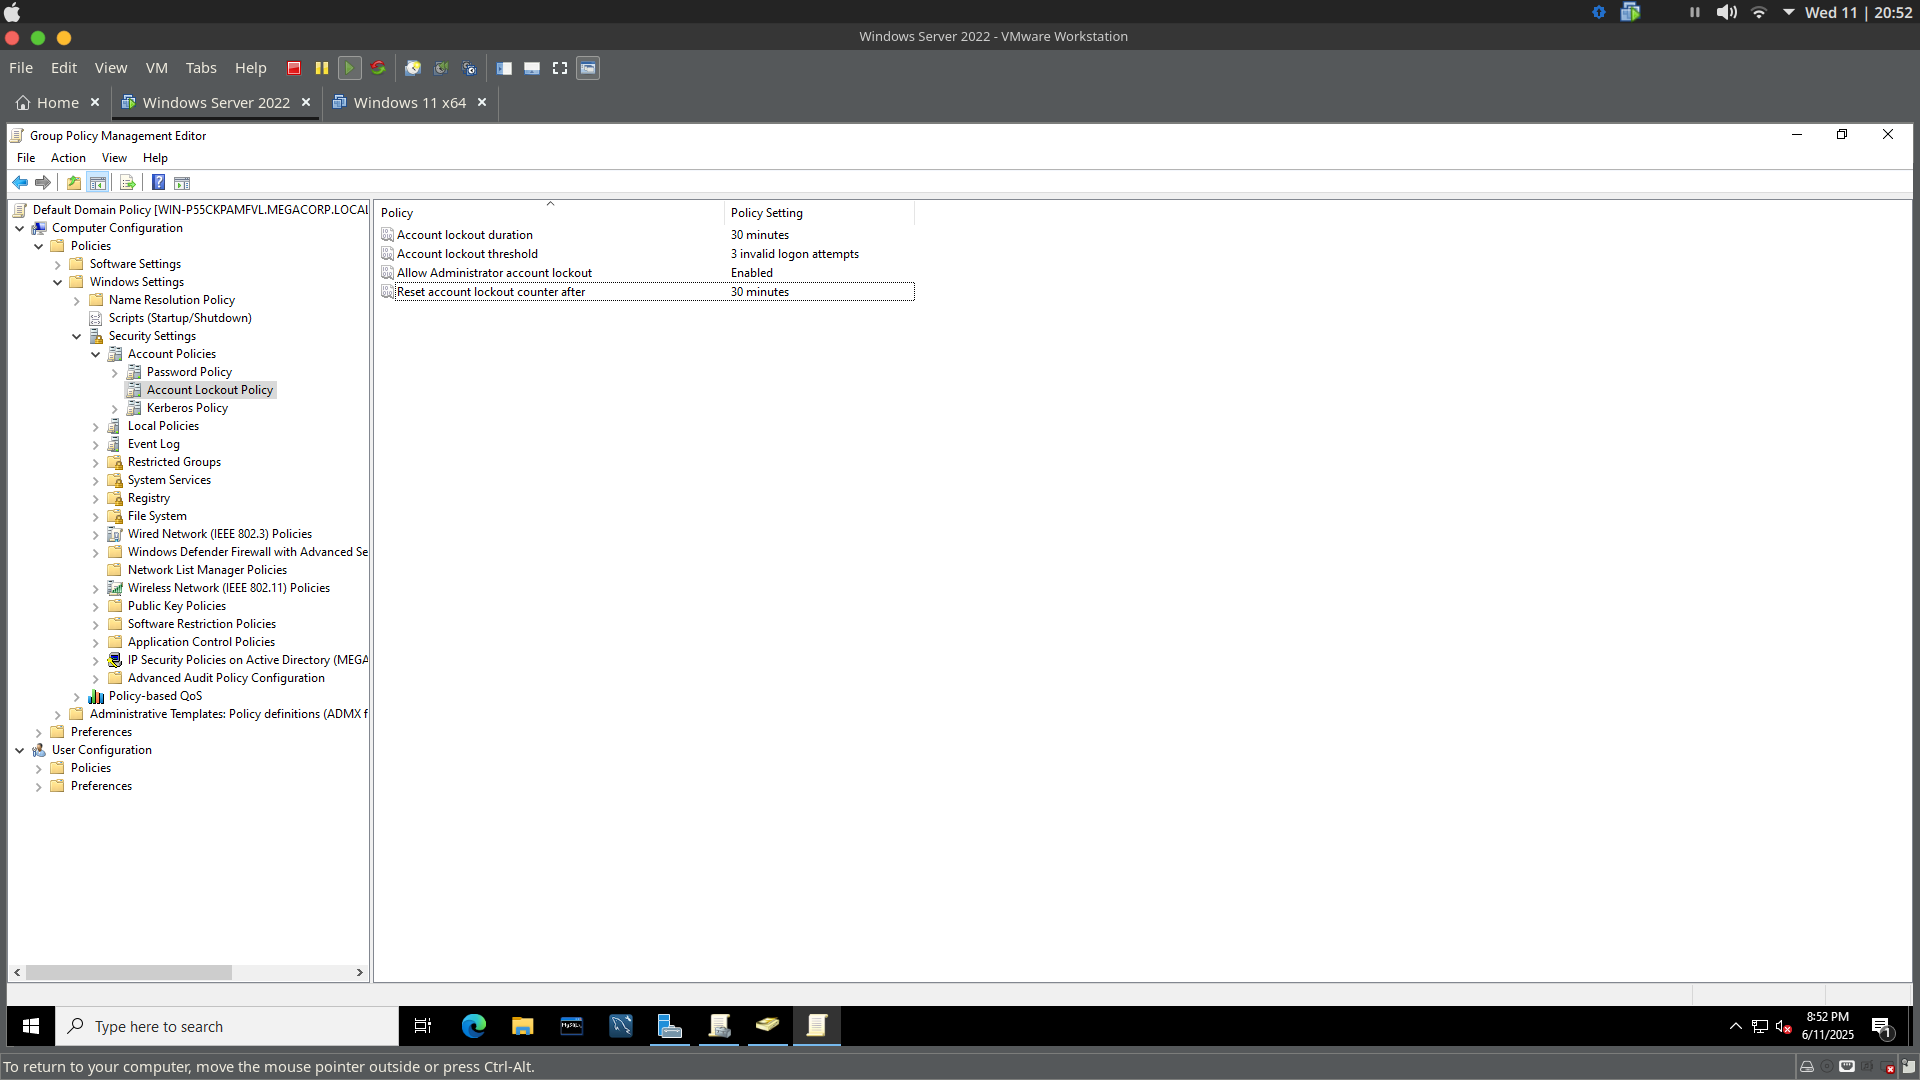 Wed 11 | 20:52
Windows Server 2022 - VMware Workstation
File Edit View VM Tabs Help
Home Windows Server 2022 Windows 11 x64
Group Policy Management Editor
File Action View Help
Default Domain Policy [WIN-P55CKPAMFVL.MEGACORP.LOCAL
Computer Configuration
Policies
Software Settings
Windows Settings
Name Resolution Policy
Scripts (Startup/Shutdown)
Security Settings
Account Policies
Password Policy
Account Lockout Policy
Kerberos Policy
Local Policies
Event Log
Restricted Groups
System Services
Registry
File System
Wired Network (IEEE 802.3) Policies
Windows Defender Firewall with Advanced Se
Network List Manager Policies
Wireless Network (IEEE 802.11) Policies
Public Key Policies
Software Restriction Policies
Application Control Policies
IP Security Policies on Active Directory (MEGA
Advanced Audit Policy Configuration
Policy-based QoS
Administrative Templates: Policy definitions (ADMX f
Preferences
User Configuration
Policies
Preferences
Policy Policy Setting
Account lockout duration 30 minutes
Account lockout threshold 3 invalid logon attempts
Allow Administrator account lockout Enabled
Reset account lockout counter after 30 minutes
Type here to search
MySQL
8:52 PM
6/11/2025
1
To return to your computer, move the mouse pointer outside or press Ctrl-Alt.